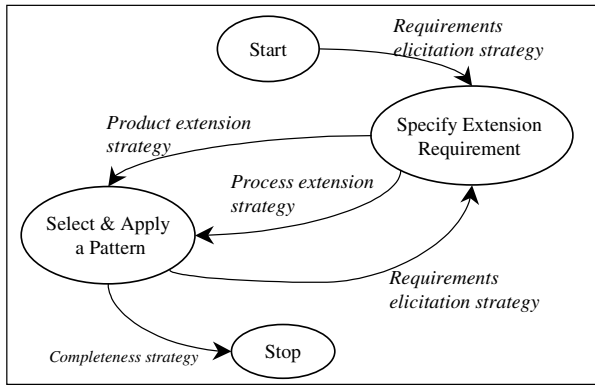 Requirements
elicitation strategy
Start
Specify Extension
Requirement
Product extension
strategy
Process extension
strategy
Select & Apply
a Pattern
Requirements
elicitation strategy
Completeness strategy
Stop